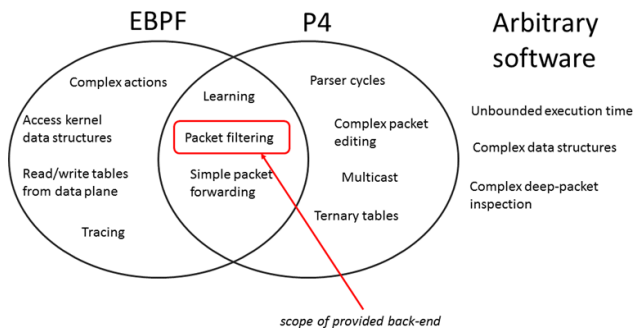 EBPF
P4
Arbitrary
software
Complex actions
Access kernel
data structures
Read/write tables
from data plane
Tracing
Learning
Packet filtering
Simple packet
forwarding
Parser cycles
Complex packet
editing
Multicast
Ternary tables
Unbounded execution time
Complex data structures
Complex deep-packet
inspection
scope of provided back-end